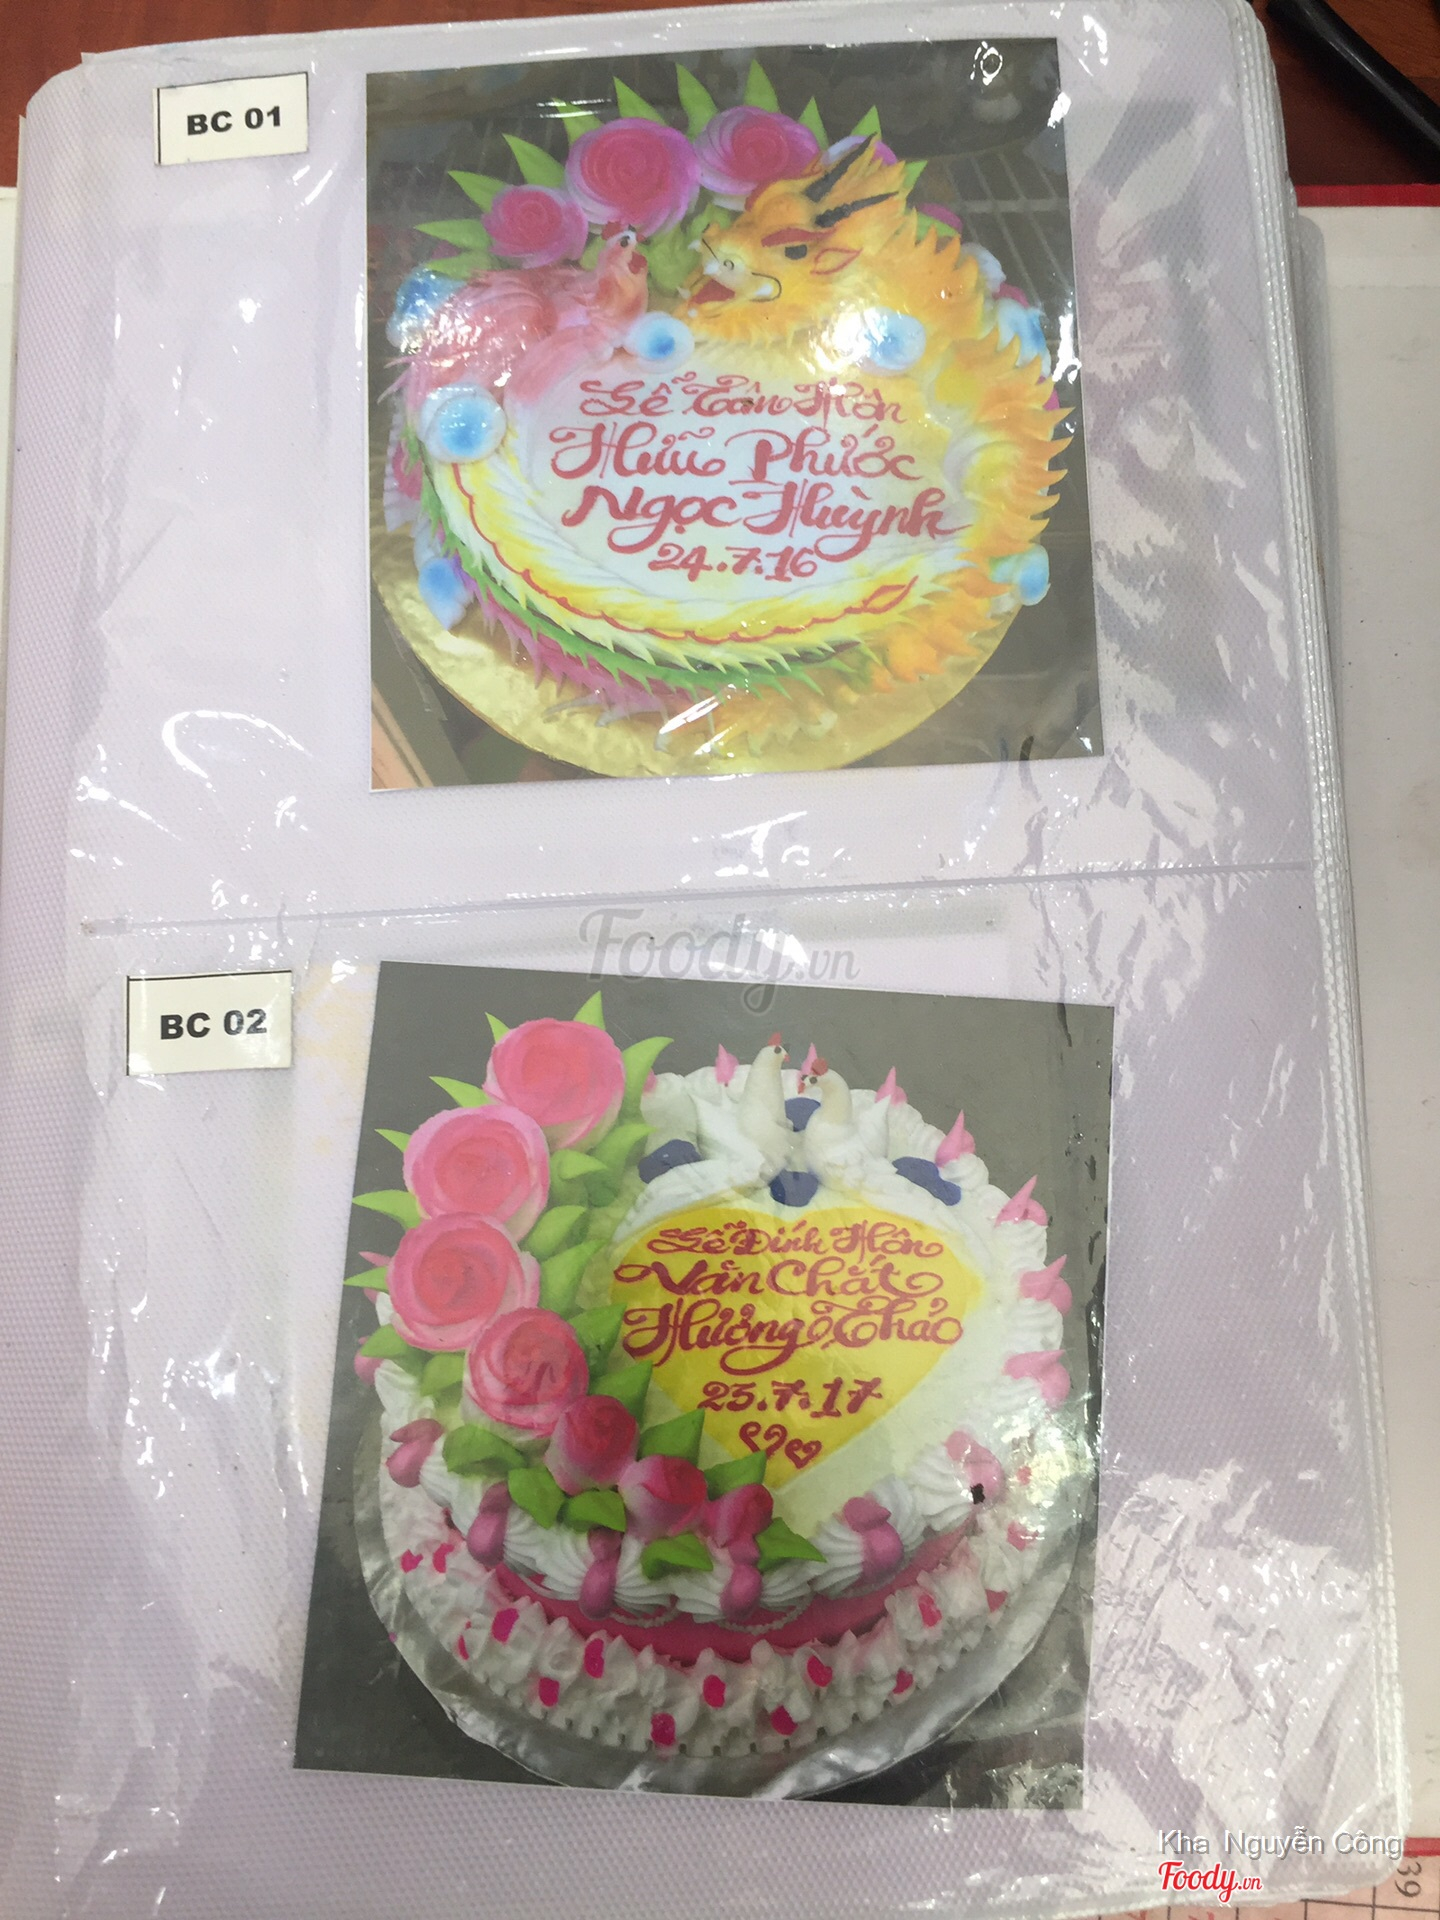 BC 01
Lễ Tân Hôn
Hữu Phước
Ngọc Huỳnh
24.7.16
Foody.vn
BC 02
Lễ Đính Hôn
Văn Chất
Hương Thảo
25.7.17
Kha Nguyễn Công
Foody.vn
39